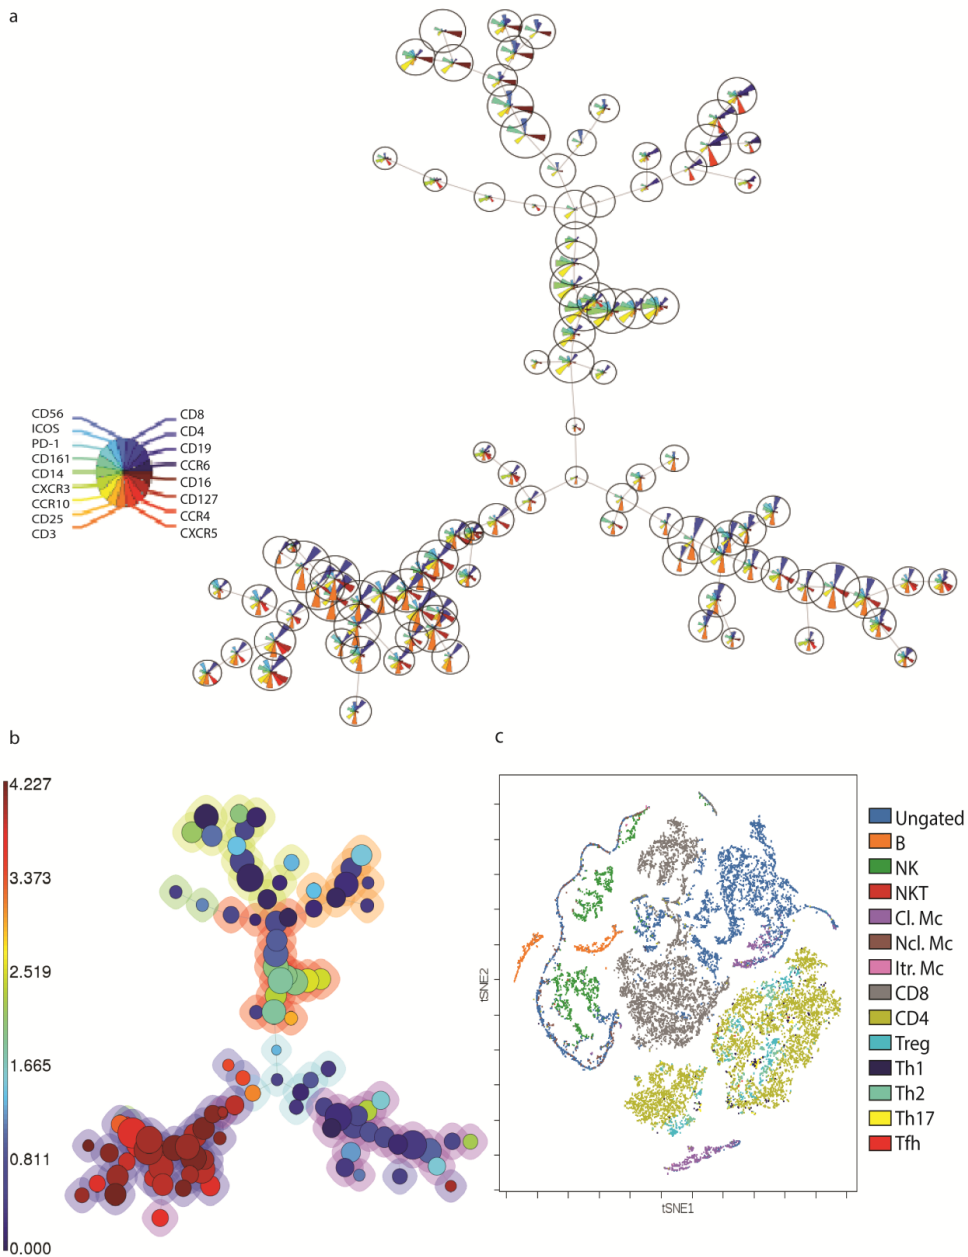 a
CD56
ICOS
PD-1
CD161
CD14
CXCR3
CCR10
CD25
CD3
CD8
CD4
CD19
CCR6
CD16
CD127
CCR4
CXCR5
b
4.227
3.373
2.519
1.665
0.811
0.000
c
tSNE2
tSNE1
Ungated
B
NK
NKT
Cl. Mc
Ncl. Mc
Itr. Mc
CD8
CD4
Treg
Th1
Th2
Th17
Tfh